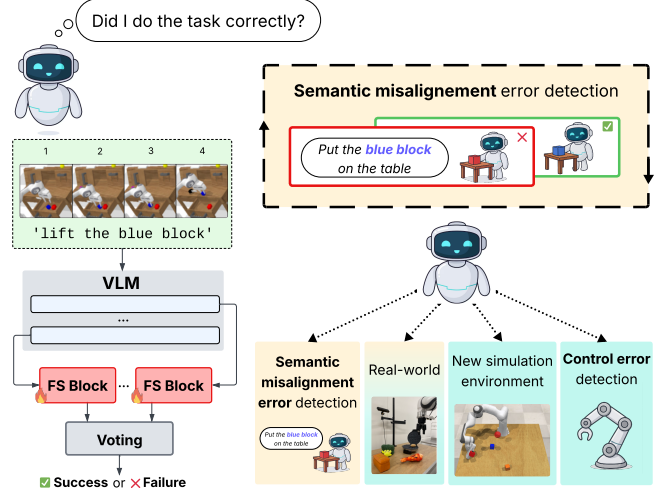 Did I do the task correctly?
1 2 3 4
'lift the blue block'
VLM
...
FS Block ... FS Block
Voting
Success or Failure
Semantic misalignement error detection
Put the blue block
on the table
Semantic
misalignment
error detection
Put the blue block
on the table
Real-world
New simulation
environment
Control error
detection